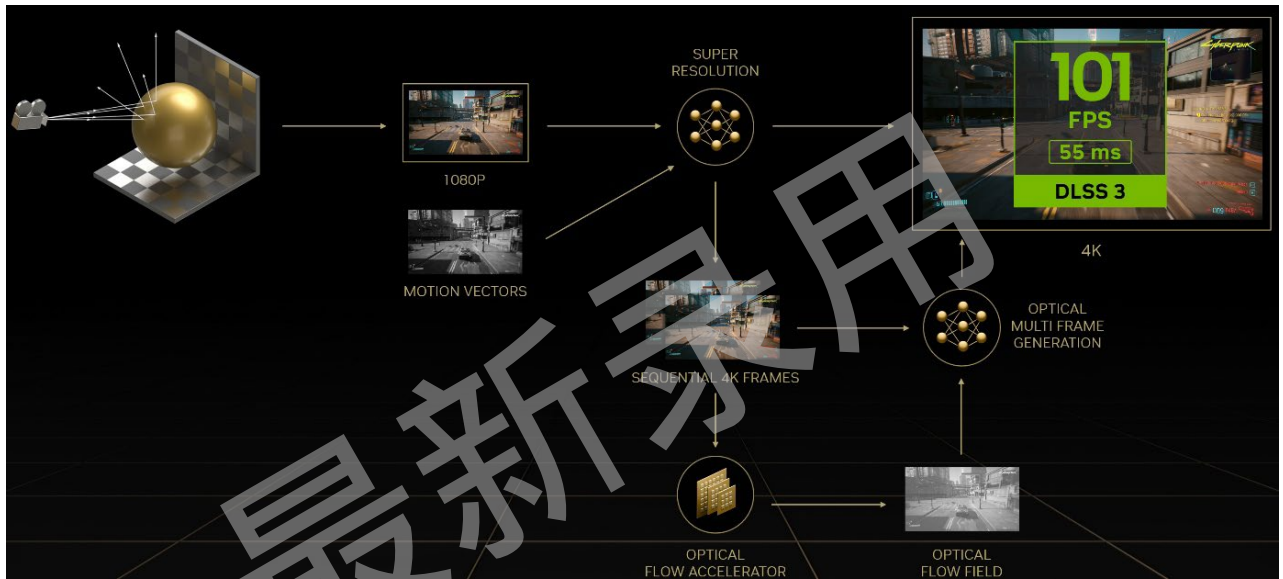 SUPER
RESOLUTION
CYBERPUNK
101
FPS
55 ms
DLSS 3
1080P
4K
MOTION VECTORS
OPTICAL
MULTI FRAME
GENERATION
SEQUENTIAL 4K FRAMES
OPTICAL
FLOW ACCELERATOR
OPTICAL
FLOW FIELD
最新录用